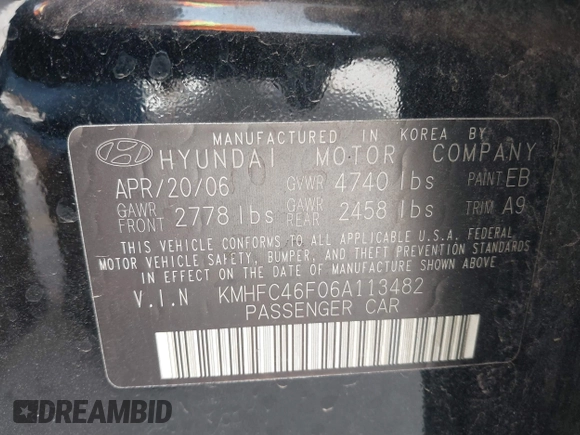 MANUFACTURED IN KOREA BY
HYUNDAI MOTOR COMPANY
APR/20/06 GVWR 4740 lbs PAINT EB
GAWR FRONT 2778 lbs GAWR REAR 2458 lbs TRIM A9
THIS VEHICLE CONFORMS TO ALL APPLICABLE U.S.A. FEDERAL
MOTOR VEHICLE SAFETY, BUMPER, AND THEFT PREVENTION STANDARDS
IN EFFECT ON THE DATE OF MANUFACTURE SHOWN ABOVE.
V.I.N KMHFC46F06A113482
PASSENGER CAR
DREAMBID